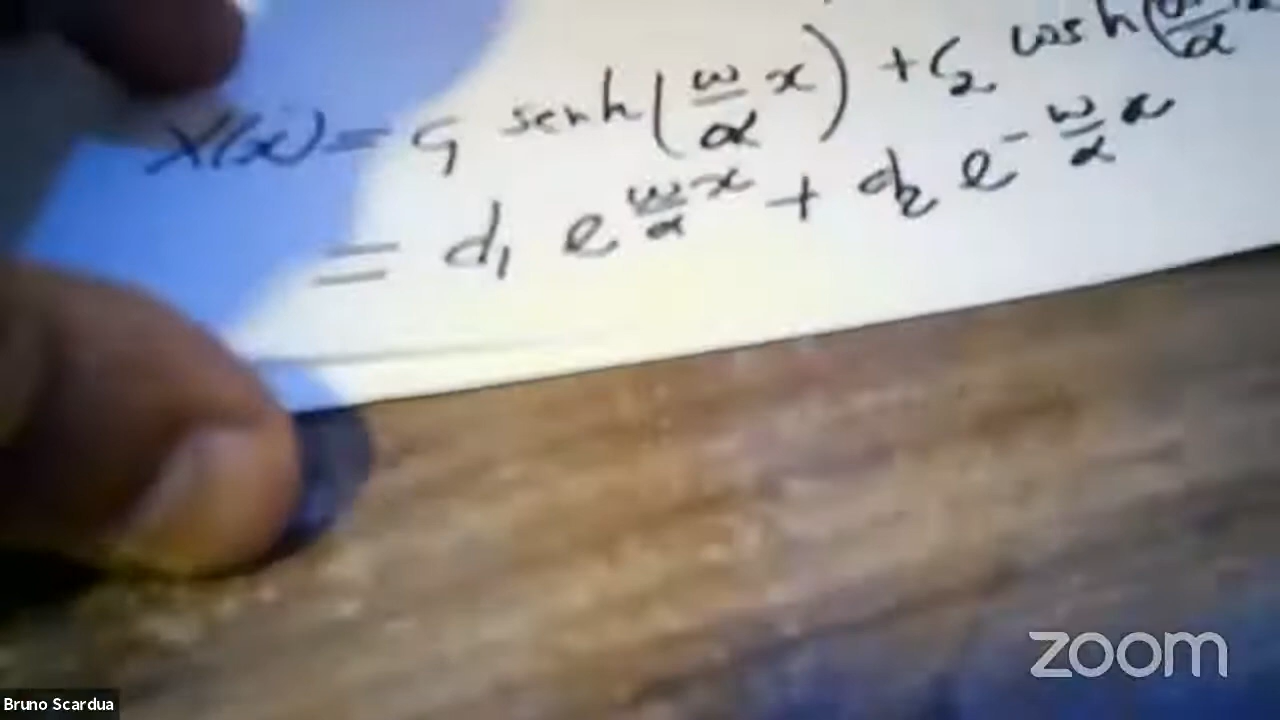 X(x) = C₁ senh(w/α x) + C₂ cosh(w/α
= d₁ e^{w/α x} + d₂ e^{-w/α x}
zoom
Bruno Scardua